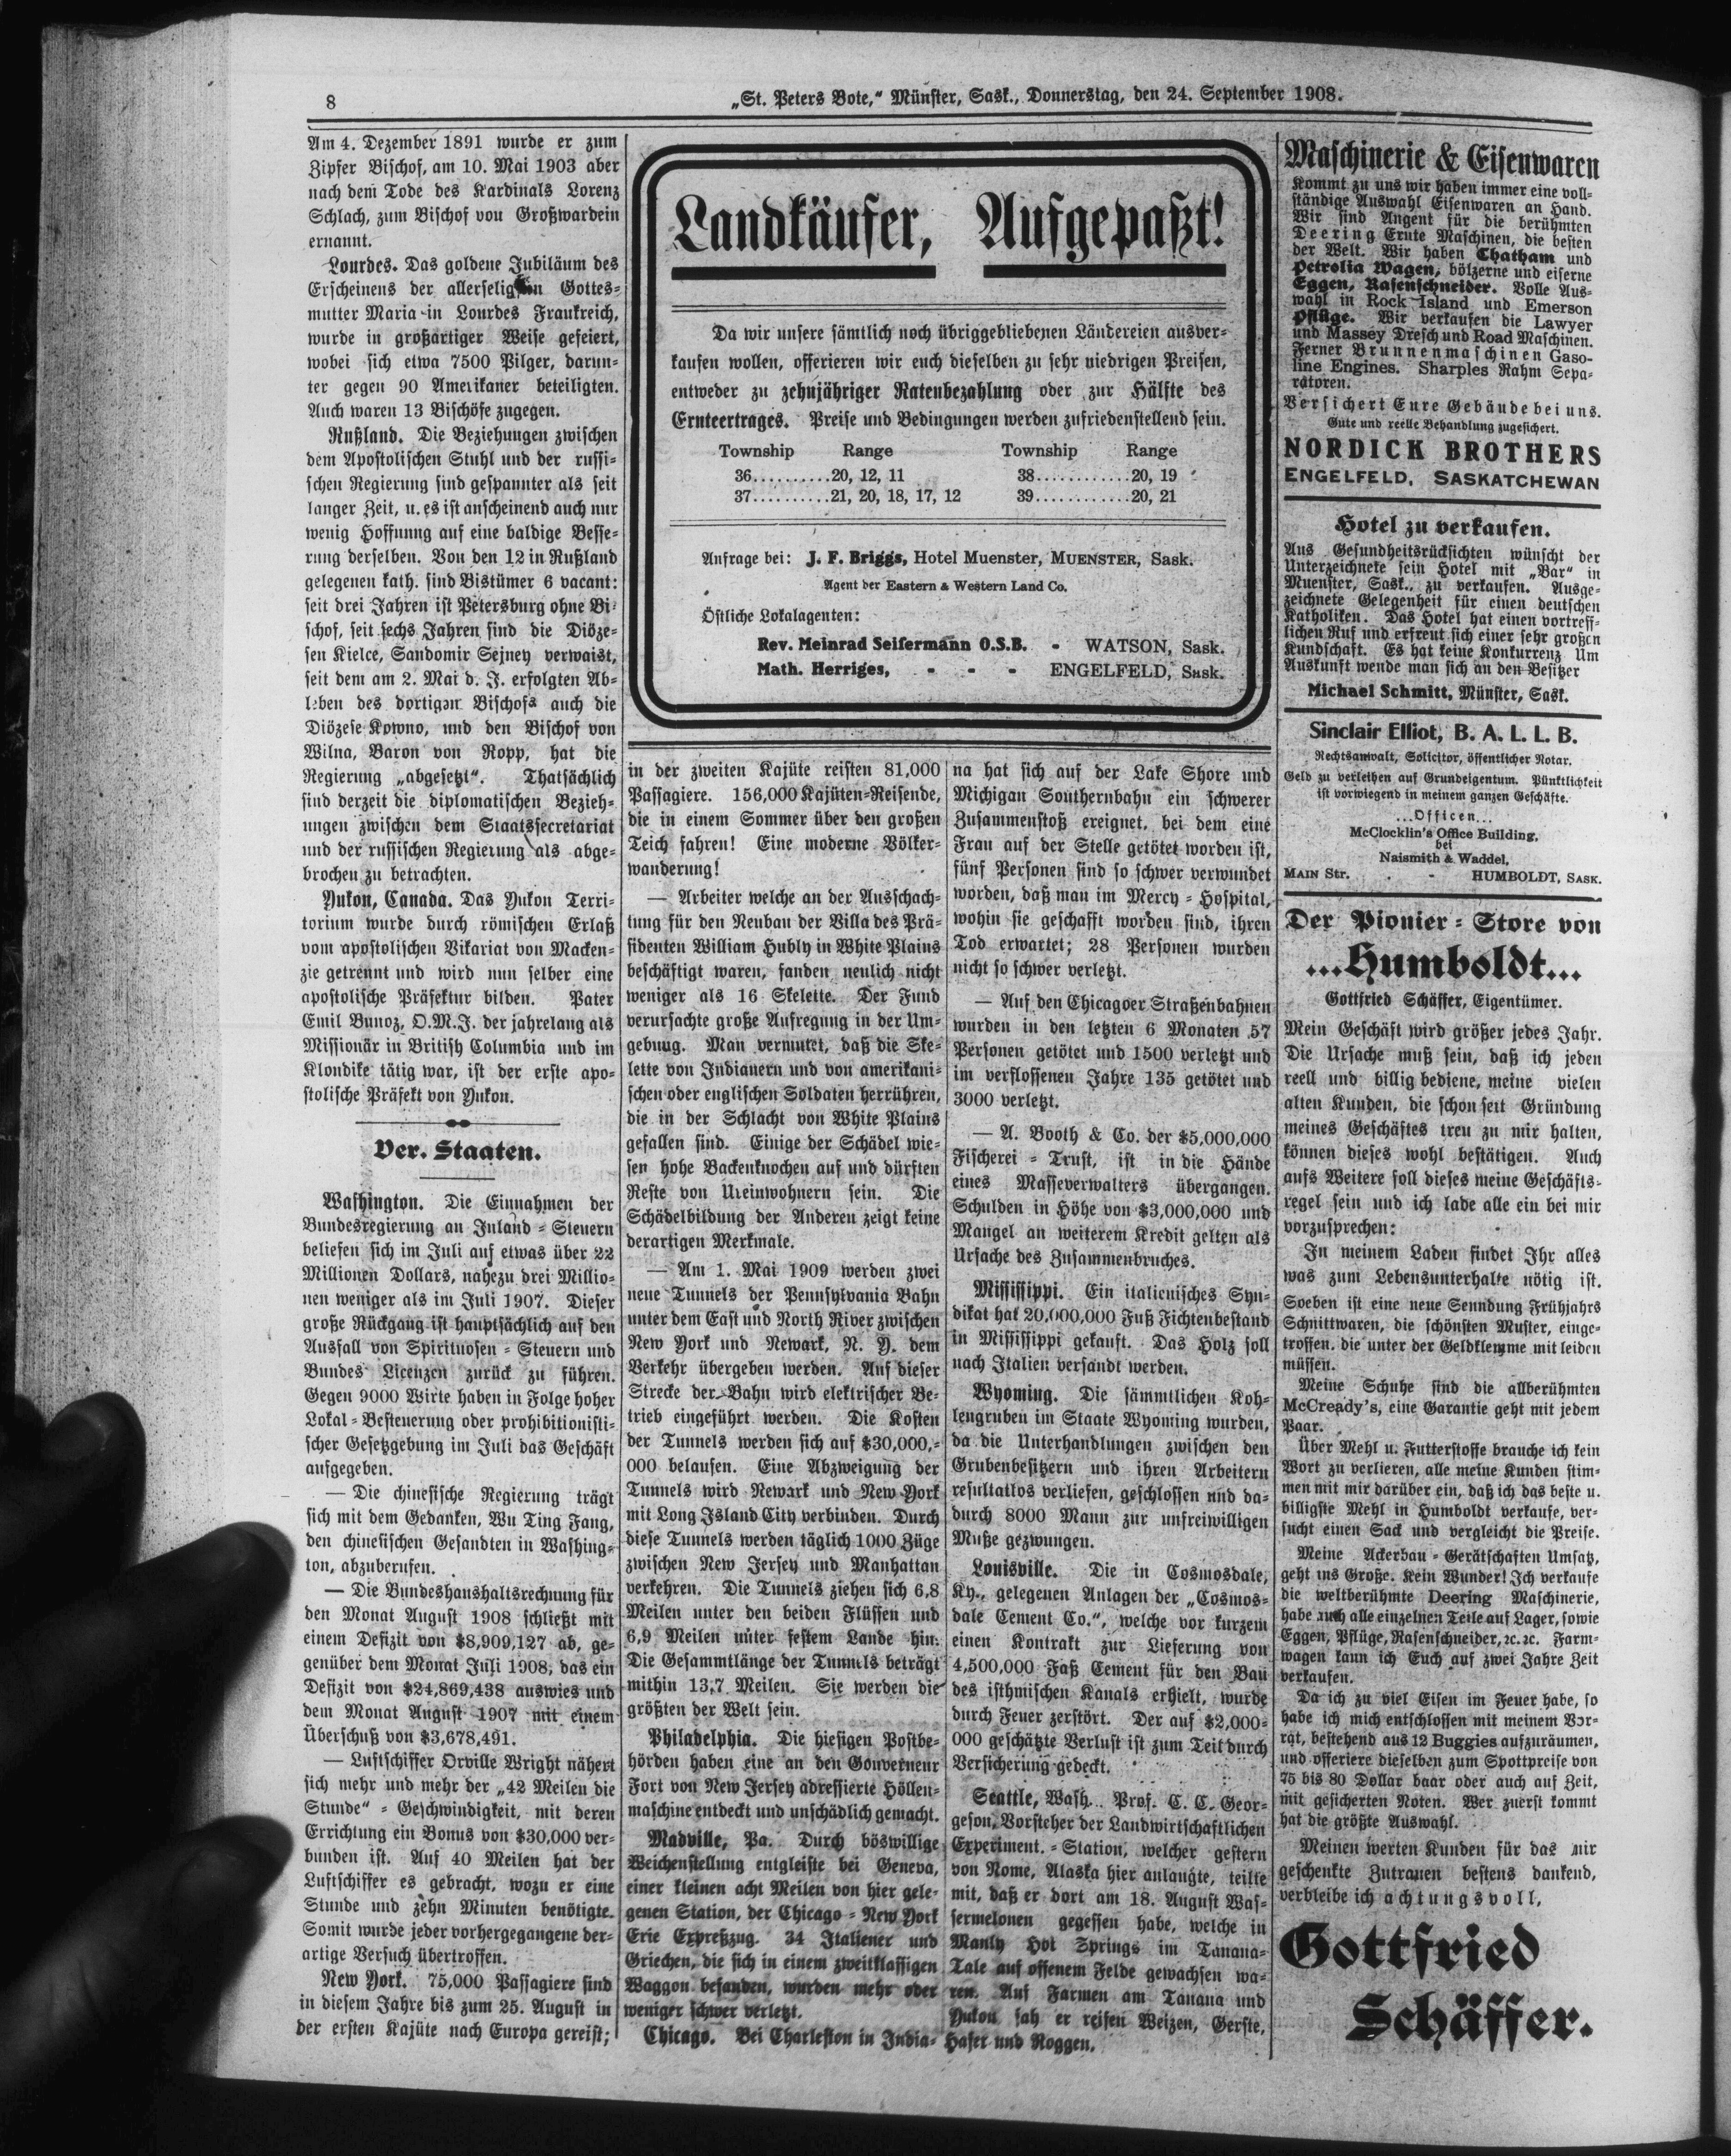 8
„St. Peters Bote," Münster, Sask., Donnerstag, den 24. September 1908.
Am 4. Dezember 1891 wurde er zum
Zipser Bischof, am 10. Mai 1903 aber
nach dem Tode des Kardinals Lorenz
Schlach, zum Bischof von Großwardein
ernannt.
Lourdes. Das goldene Jubiläum des
Erscheinens der allerseligsten Gottes-
mutter Maria in Lourdes Frankreich,
wurde in großartiger Weise gefeiert,
wobei sich etwa 7500 Pilger, darun-
ter gegen 90 Amerikaner beteiligten.
Auch waren 13 Bischöfe zugegen.
Rußland. Die Beziehungen zwischen
dem Apostolischen Stuhl und der russi-
schen Regierung sind gespannter als seit
langer Zeit, u. es ist anscheinend auch nur
wenig Hoffnung auf eine baldige Besse-
rung derselben. Von den 12 in Rußland
gelegenen kath. sind Bistümer 6 vacant:
seit drei Jahren ist Petersburg ohne Bi-
schof, seit sechs Jahren sind die Diöze-
sen Kielce, Sandomir Sejney verwaist,
seit dem am 2. Mai d. J. erfolgten Ab-
leben des dortigen Bischofs auch die
Diözese Kowno, und den Bischof von
Wilna, Baron von Ropp, hat die
Regierung „abgesetzt". Thatsächlich
sind derzeit die diplomatischen Bezieh-
ungen zwischen dem Staatssecretariat
und der russischen Regierung als abge-
brochen zu betrachten.
Yukon, Canada. Das Yukon Terri-
torium wurde durch römischen Erlaß
vom apostolischen Vikariat von Macken-
zie getrennt und wird nun selber eine
apostolische Präfektur bilden. Pater
Emil Bunoz, O.M.J. der jahrelang als
Missionär in British Columbia und im
Klondike tätig war, ist der erste apo-
stolische Präfekt von Yukon.
Ver. Staaten.
Washington. Die Einnahmen der
Bundesregierung an Inland-Steuern
beliefen sich im Juli auf etwas über 22
Millionen Dollars, nahezu drei Millio-
nen weniger als im Juli 1907. Dieser
große Rückgang ist hauptsächlich auf den
Ausfall von Spirituosen-Steuern und
Bundes Licenzen zurück zu führen.
Gegen 9000 Wirte haben in Folge hoher
Lokal-Besteuerung oder prohibitionisti-
scher Gesetzgebung im Juli das Geschäft
aufgegeben.
— Die chinesische Regierung trägt
sich mit dem Gedanken, Wu Ting Fang,
den chinesischen Gesandten in Washing-
ton, abzuberufen.
— Die Bundeshaushaltsrechnung für
den Monat August 1908 schließt mit
einem Defizit von $8,909,127 ab, ge-
genüber dem Monat Juli 1908, das ein
Defizit von $24,869,438 auswies und
dem Monat August 1907 mit einem
Überschuß von $3,678,491.
— Luftschiffer Orville Wright nähert
sich mehr und mehr der „42 Meilen die
Stunde"-Geschwindigkeit, mit deren
Errichtung ein Bonus von $30,000 ver-
bunden ist. Auf 40 Meilen hat der
Luftschiffer es gebracht, wozu er eine
Stunde und zehn Minuten benötigte.
Somit wurde jeder vorhergegangene der-
artige Versuch übertroffen.
New York. 75,000 Passagiere sind
in diesem Jahre bis zum 25. August in
der ersten Kajüte nach Europa gereist;
Landkäufer, Aufgepaßt!
Da wir unsere sämtlich noch übriggebliebenen Ländereien ausver-
kaufen wollen, offerieren wir euch dieselben zu sehr niedrigen Preisen,
entweder zu zehnjähriger Ratenbezahlung oder zur Hälfte des
Ernteertrages. Preise und Bedingungen werden zufriedenstellend sein.
Township Range Township Range
36..........20, 12, 11 38............20, 19
37..........21, 20, 18, 17, 12 39............20, 21
Anfrage bei: J. F. Briggs, Hotel Muenster, MUENSTER, Sask.
Agent der Eastern & Western Land Co.
Östliche Lokalagenten:
Rev. Meinrad Seifermann O.S.B. - WATSON, Sask.
Math. Herriges, - - - ENGELFELD, Sask.
in der zweiten Kajüte reisten 81,000
Passagiere. 156,000 Kajüten-Reisende,
die in einem Sommer über den großen
Teich fahren! Eine moderne Völker-
wanderung!
— Arbeiter welche an der Ausschach-
tung für den Neubau der Villa des Prä-
sidenten William Hubly in White Plains
beschäftigt waren, fanden neulich nicht
weniger als 16 Skelette. Der Fund
verursachte große Aufregung in der Um-
gebung. Man vermutet, daß die Ske-
lette von Indianern und von amerikani-
schen oder englischen Soldaten herrühren,
die in der Schlacht von White Plains
gefallen sind. Einige der Schädel wie-
sen hohe Backenknochen auf und dürften
Reste von Ureinwohnern sein. Die
Schädelbildung der Anderen zeigt keine
derartigen Merkmale.
— Am 1. Mai 1909 werden zwei
neue Tunnels der Pennsylvania Bahn
unter dem East und North River zwischen
New York und Newark, N. Y. dem
Verkehr übergeben werden. Auf dieser
Strecke der Bahn wird elektrischer Be-
trieb eingeführt werden. Die Kosten
der Tunnels werden sich auf $30,000,-
000 belaufen. Eine Abzweigung der
Tunnels wird Newark und New York
mit Long Island City verbinden. Durch
diese Tunnels werden täglich 1000 Züge
zwischen New Jersey und Manhattan
verkehren. Die Tunnels ziehen sich 6,8
Meilen unter den beiden Flüssen und
6,9 Meilen unter festem Lande hin.
Die Gesammtlänge der Tunnels beträgt
mithin 13,7 Meilen. Sie werden die
größten der Welt sein.
Philadelphia. Die hiesigen Postbe-
hörden haben eine an den Gouverneur
Fort von New Jersey adressierte Höllen-
maschine entdeckt und unschädlich gemacht.
Madville, Pa. Durch böswillige
Weichenstellung entgleiste bei Geneva,
einer kleinen acht Meilen von hier gele-
genen Station, der Chicago-New York
Erie Expreßzug. 34 Italiener und
Griechen, die sich in einem zweitklassigen
Waggon befanden, wurden mehr oder
weniger schwer verletzt.
Chicago. Bei Charleston in India-
na hat sich auf der Lake Shore und
Michigan Southernbahn ein schwerer
Zusammenstoß ereignet, bei dem eine
Frau auf der Stelle getötet worden ist,
fünf Personen sind so schwer verwundet
worden, daß man im Mercy-Hospital,
wohin sie geschafft worden sind, ihren
Tod erwartet; 28 Personen wurden
nicht so schwer verletzt.
— Auf den Chicagoer Straßenbahnen
wurden in den letzten 6 Monaten 57
Personen getötet und 1500 verletzt und
im verflossenen Jahre 135 getötet und
3000 verletzt.
— A. Booth & Co. der $5,000,000
Fischerei-Trust, ist in die Hände
eines Masseverwalters übergangen.
Schulden in Höhe von $3,000,000 und
Mangel an weiterem Kredit gelten als
Ursache des Zusammenbruches.
Mississippi. Ein italienisches Syn-
dikat hat 20,000,000 Fuß Fichtenbestand
in Mississippi gekauft. Das Holz soll
nach Italien versandt werden.
Wyoming. Die sämmtlichen Koh-
lengruben im Staate Wyoming wurden,
da die Unterhandlungen zwischen den
Grubenbesitzern und ihren Arbeitern
resultatlos verliefen, geschlossen und da-
durch 8000 Mann zur unfreiwilligen
Muße gezwungen.
Louisville. Die in Cosmosdale,
Ky., gelegenen Anlagen der „Cosmos-
dale Cement Co.", welche vor kurzem
einen Kontrakt zur Lieferung von
4,500,000 Faß Cement für den Bau
des isthmischen Kanals erhielt, wurde
durch Feuer zerstört. Der auf $2,000-
000 geschätzte Verlust ist zum Teil durch
Versicherung gedeckt.
Seattle, Wash. Prof. C. C. Geor-
geson, Vorsteher der Landwirtschaftlichen
Experiment.-Station, welcher gestern
von Nome, Alaska hier anlangte, teilte
mit, daß er dort am 18. August Was-
sermelonen gegessen habe, welche in
Manly Hot Springs im Tanana-
Tale auf offenem Felde gewachsen wa-
ren. Auf Farmen am Tanana und
Yukon sah er reisen Weizen, Gerste,
Hafer und Roggen.
Maschinerie & Eisenwaren
Kommt zu uns wir haben immer eine voll-
ständige Auswahl Eisenwaren an Hand.
Wir sind Angent für die berühmten
Deering Ernte Maschinen, die besten
der Welt. Wir haben Chatham und
Petrolia Wagen, hölzerne und eiserne
Eggen, Rasenschneider. Volle Aus-
wahl in Rock Island und Emerson
Pflüge. Wir verkaufen die Lawyer
und Massey Dresch und Road Maschinen.
Ferner Brunnenmaschinen Gaso-
line Engines. Sharples Rahm Sepa-
ratoren.
Versichert Eure Gebäude bei uns.
Gute und reelle Behandlung zugesichert.
NORDICK BROTHERS
ENGELFELD, SASKATCHEWAN
Hotel zu verkaufen.
Aus Gesundheitsrücksichten wünscht der
Unterzeichnete sein Hotel mit „Bar" in
Muenster, Sask., zu verkaufen. Ausge-
zeichnete Gelegenheit für einen deutschen
Katholiken. Das Hotel hat einen vortreff-
lichen Ruf und erfreut sich einer sehr großen
Kundschaft. Es hat keine Konkurrenz Um
Auskunft wende man sich an den Besitzer
Michael Schmitt, Münster, Sask.
Sinclair Elliot, B. A. L. L. B.
Rechtsanwalt, Solicitor, öffentlicher Notar.
Geld zu verleihen auf Grundeigentum. Pünktlichkeit
ist vorwiegend in meinem ganzen Geschäfte.
...Officen...
McClocklin's Office Building,
bei
Naismith & Waddel,
MAIN Str. - - HUMBOLDT, SASK.
Der Pionier-Store von
...Humboldt...
Gottfried Schäffer, Eigentümer.
Mein Geschäft wird größer jedes Jahr.
Die Ursache muß sein, daß ich jeden
reell und billig bediene, meine vielen
alten Kunden, die schon seit Gründung
meines Geschäftes treu zu mir halten,
können dieses wohl bestätigen. Auch
aufs Weitere soll dieses meine Geschäfts-
regel sein und ich lade alle ein bei mir
vorzusprechen:
In meinem Laden findet Ihr alles
was zum Lebensunterhalte nötig ist.
Soeben ist eine neue Senndung Frühjahrs
Schnittwaren, die schönsten Muster, einge-
troffen, die unter der Geldklemme mit leiden
müssen.
Meine Schuhe sind die allberühmten
McCready's, eine Garantie geht mit jedem
Paar.
Über Mehl u. Futterstoffe brauche ich kein
Wort zu verlieren, alle meine Kunden stim-
men mit mir darüber ein, daß ich das beste u.
billigste Mehl in Humboldt verkaufe, ver-
sucht einen Sack und vergleicht die Preise.
Meine Ackerbau-Gerätschaften Umsatz,
geht ins Große. Kein Wunder! Ich verkaufe
die weltberühmte Deering Maschinerie,
habe auch alle einzelnen Teile auf Lager, sowie
Eggen, Pflüge, Rasenschneider, ꝛc. ꝛc. Farm-
wagen kann ich Euch auf zwei Jahre Zeit
verkaufen.
Da ich zu viel Eisen im Feuer habe, so
habe ich mich entschlossen mit meinem Vor-
rat, bestehend aus 12 Buggies aufzuräumen,
und offeriere dieselben zum Spottpreise von
75 bis 80 Dollar baar oder auch auf Zeit,
mit gesicherten Noten. Wer zuerst kommt
hat die größte Auswahl.
Meinen werten Kunden für das mir
geschenkte Zutrauen bestens dankend,
verbleibe ich achtungsvoll,
Gottfried
Schäffer.